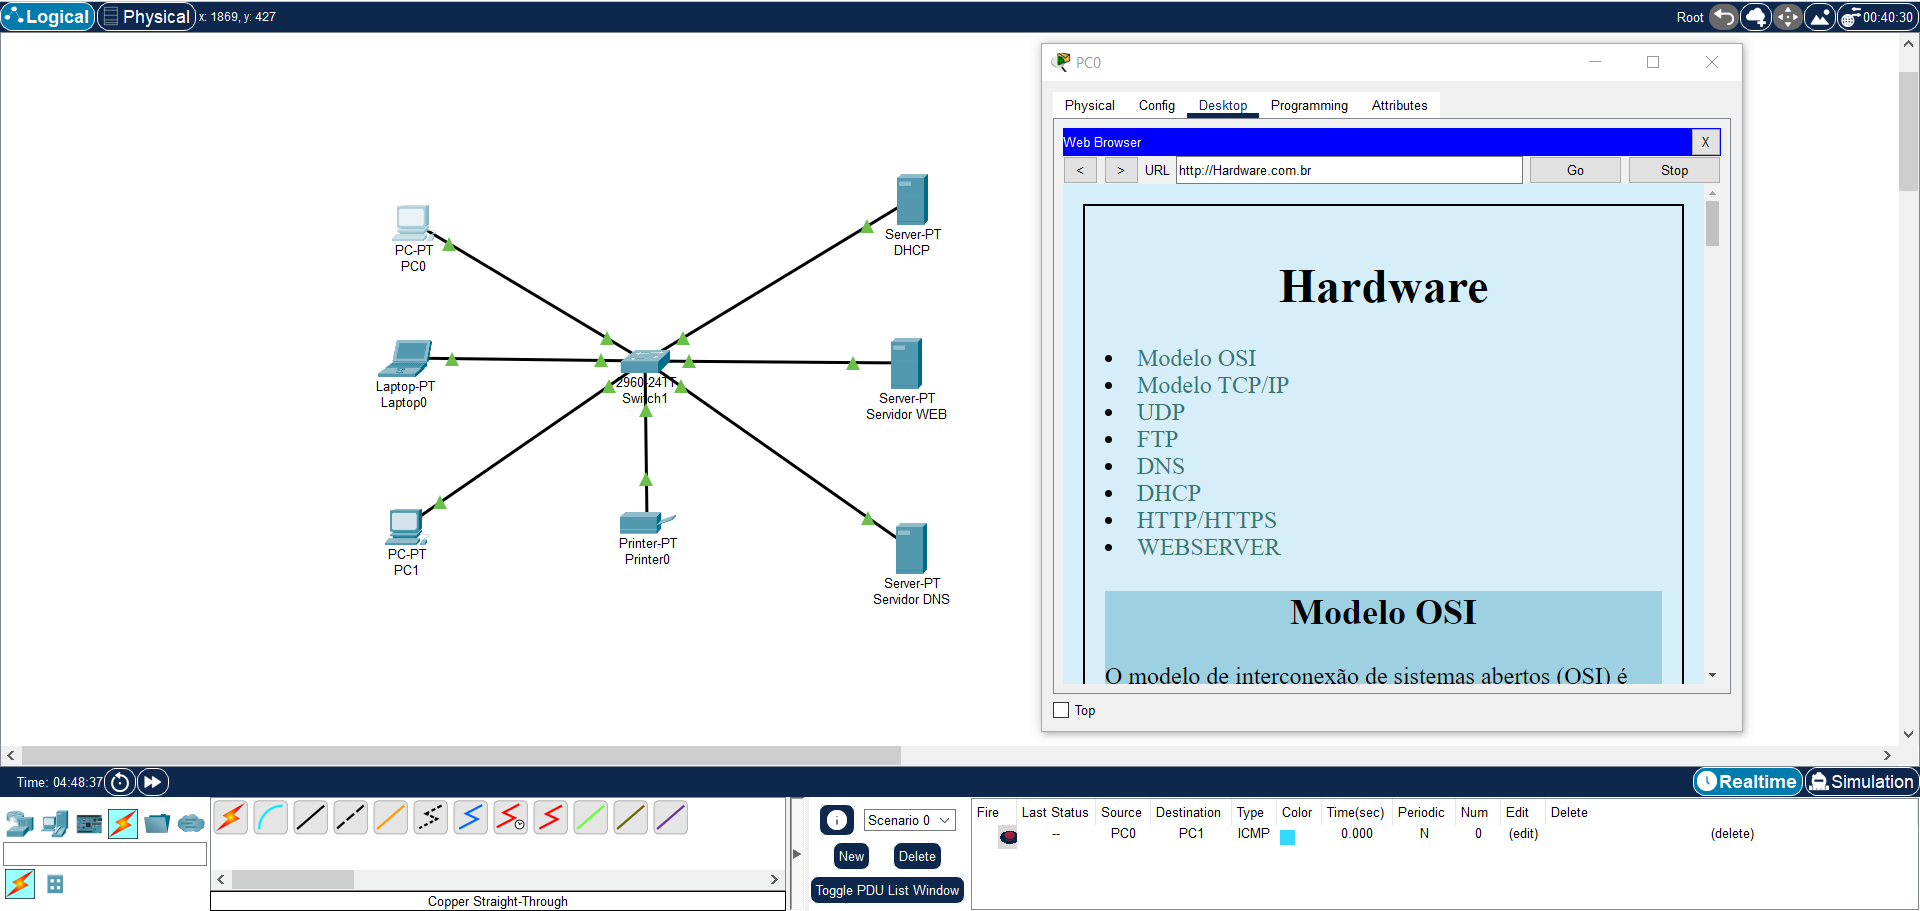 Logical Physical x: 1869, y: 427 Root 00:40:30
PC0
Physical Config Desktop Programming Attributes
Web Browser X
< > URL http://Hardware.com.br Go Stop
Hardware
Modelo OSI
Modelo TCP/IP
UDP
FTP
DNS
DHCP
HTTP/HTTPS
WEBSERVER
Modelo OSI
O modelo de interconexão de sistemas abertos (OSI) é
Top
PC-PT
PC0
Server-PT
DHCP
Laptop-PT
Laptop0
2960-24TT
Switch1
Server-PT
Servidor WEB
PC-PT
PC1
Printer-PT
Printer0
Server-PT
Servidor DNS
Time: 04:48:37 Realtime Simulation
Scenario 0
New Delete
Toggle PDU List Window
Copper Straight-Through
Fire Last Status Source Destination Type Color Time(sec) Periodic Num Edit Delete
-- PC0 PC1 ICMP 0.000 N 0 (edit) (delete)